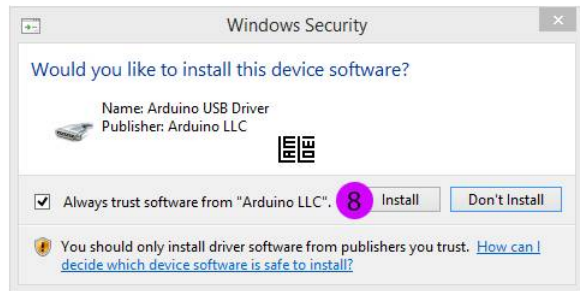 Windows Security
Would you like to install this device software?
Name: Arduino USB Driver
Publisher: Arduino LLC
Always trust software from "Arduino LLC".
8
Install
Don't Install
You should only install driver software from publishers you trust. How can I
decide which device software is safe to install?